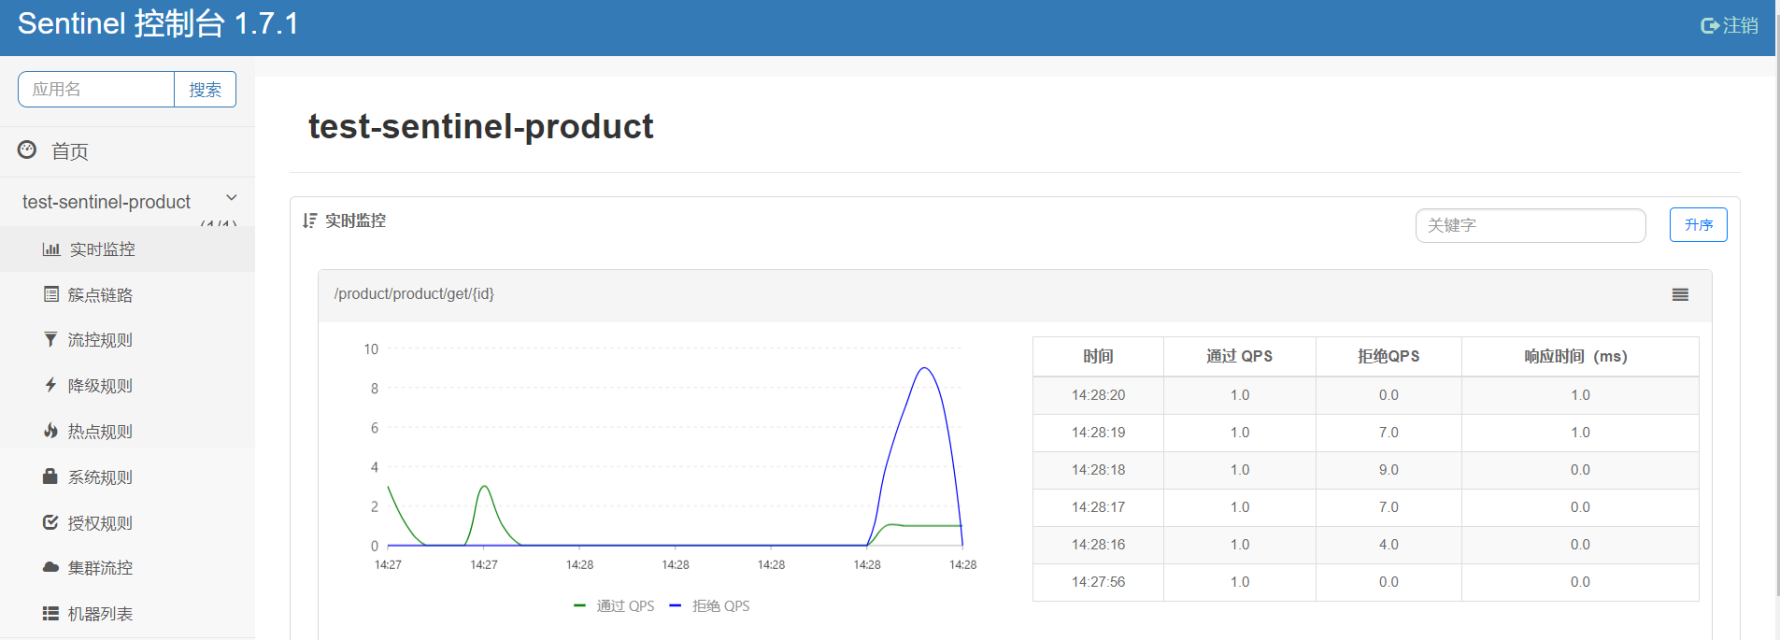 Sentinel 控制台 1.7.1
注销
应用名
搜索
首页
test-sentinel-product
(1/1)
实时监控
簇点链路
流控规则
降级规则
热点规则
系统规则
授权规则
集群流控
机器列表
test-sentinel-product
实时监控
关键字
升序
/product/product/get/{id}
10
8
6
4
2
0
14:27 14:27 14:28 14:28 14:28 14:28 14:28
通过 QPS 拒绝 QPS
时间 通过 QPS 拒绝QPS 响应时间（ms）
14:28:20 1.0 0.0 1.0
14:28:19 1.0 7.0 1.0
14:28:18 1.0 9.0 0.0
14:28:17 1.0 7.0 0.0
14:28:16 1.0 4.0 0.0
14:27:56 1.0 0.0 0.0